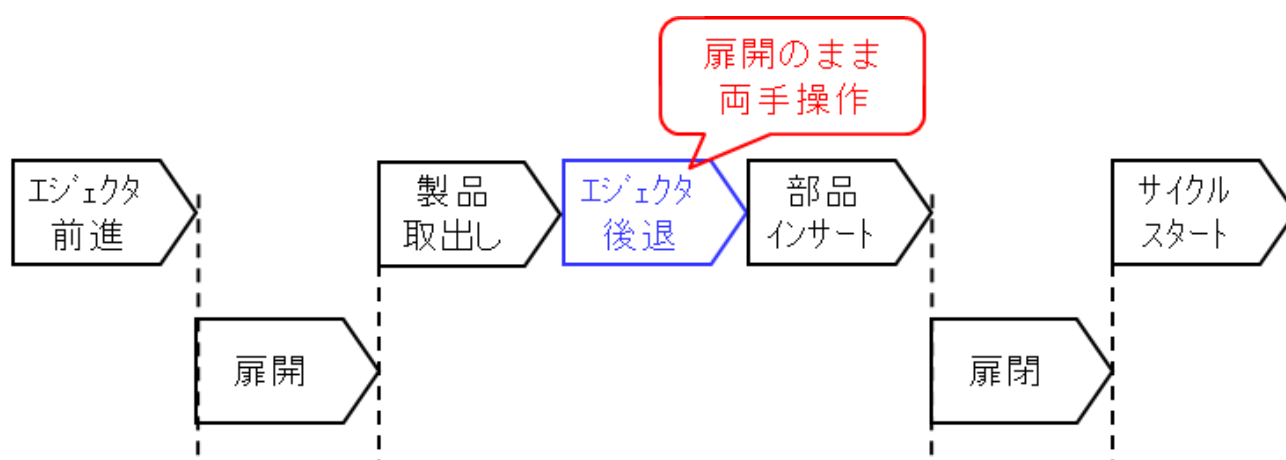 扉開のまま
両手操作
エジェクタ
前進
扉開
製品
取出し
エジェクタ
後退
部品
インサート
扉閉
サイクル
スタート